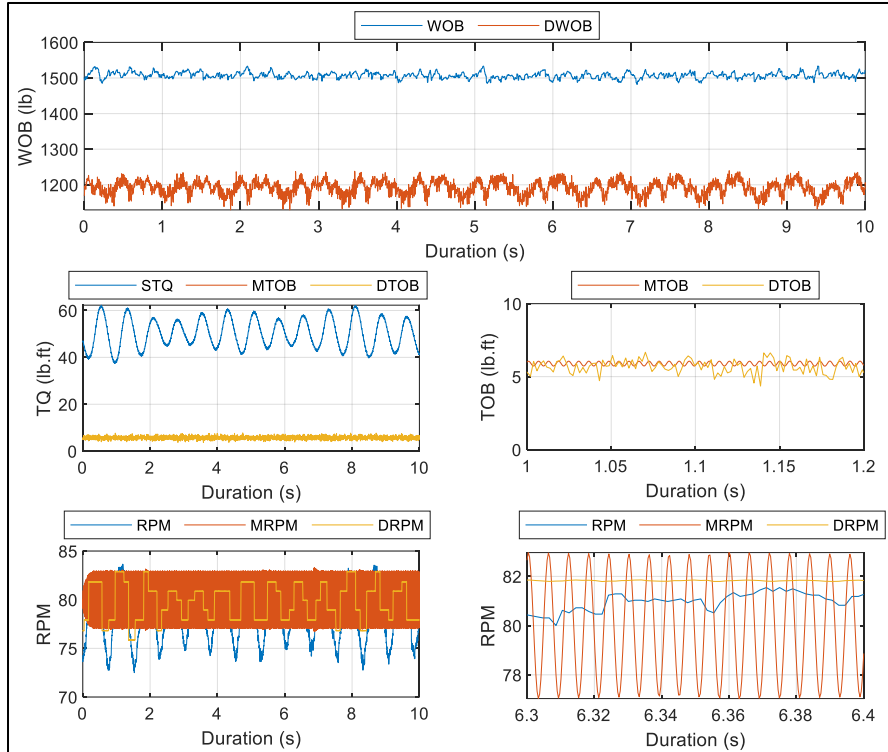 WOB DWOB
1600
1500
1400
1300
1200
WOB (lb)
0 1 2 3 4 5 6 7 8 9 10
Duration (s)
STQ MTOB DTOB
60
40
20
0
TQ (lb.ft)
0 2 4 6 8 10
Duration (s)
MTOB DTOB
10
5
0
TOB (lb.ft)
1 1.05 1.1 1.15 1.2
Duration (s)
RPM MRPM DRPM
85
80
75
70
RPM
0 2 4 6 8 10
Duration (s)
RPM MRPM DRPM
82
80
78
RPM
6.3 6.32 6.34 6.36 6.38 6.4
Duration (s)